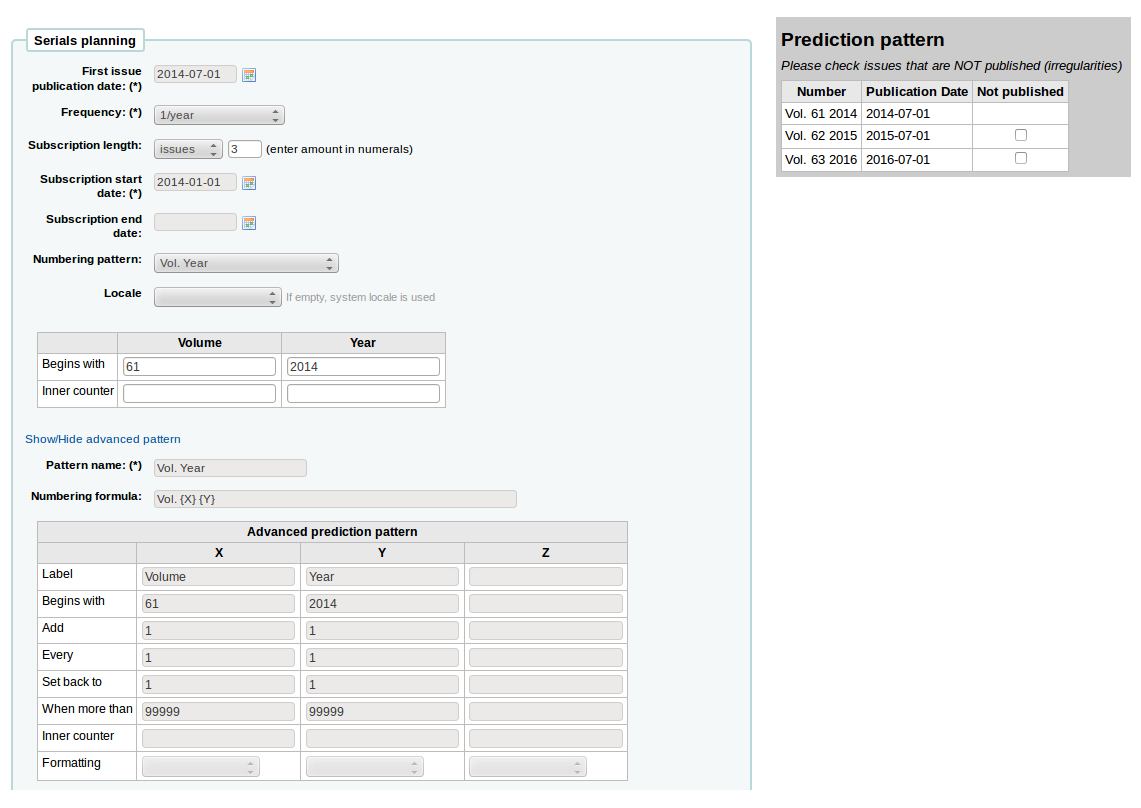 Serials planning
First issue
publication date: (*)
2014-07-01
Frequency: (*)
1/year
Subscription length:
issues 3 (enter amount in numerals)
Subscription start
date: (*)
2014-01-01
Subscription end
date:
Numbering pattern:
Vol. Year
Locale
If empty, system locale is used
Volume Year
Begins with 61 2014
Inner counter
Show/Hide advanced pattern
Pattern name: (*) Vol. Year
Numbering formula: Vol. {X} {Y}
Advanced prediction pattern
X Y Z
Label Volume Year
Begins with 61 2014
Add 1 1
Every 1 1
Set back to 1 1
When more than 99999 99999
Inner counter
Formatting
Prediction pattern
Please check issues that are NOT published (irregularities)
Number Publication Date Not published
Vol. 61 2014 2014-07-01
Vol. 62 2015 2015-07-01
Vol. 63 2016 2016-07-01